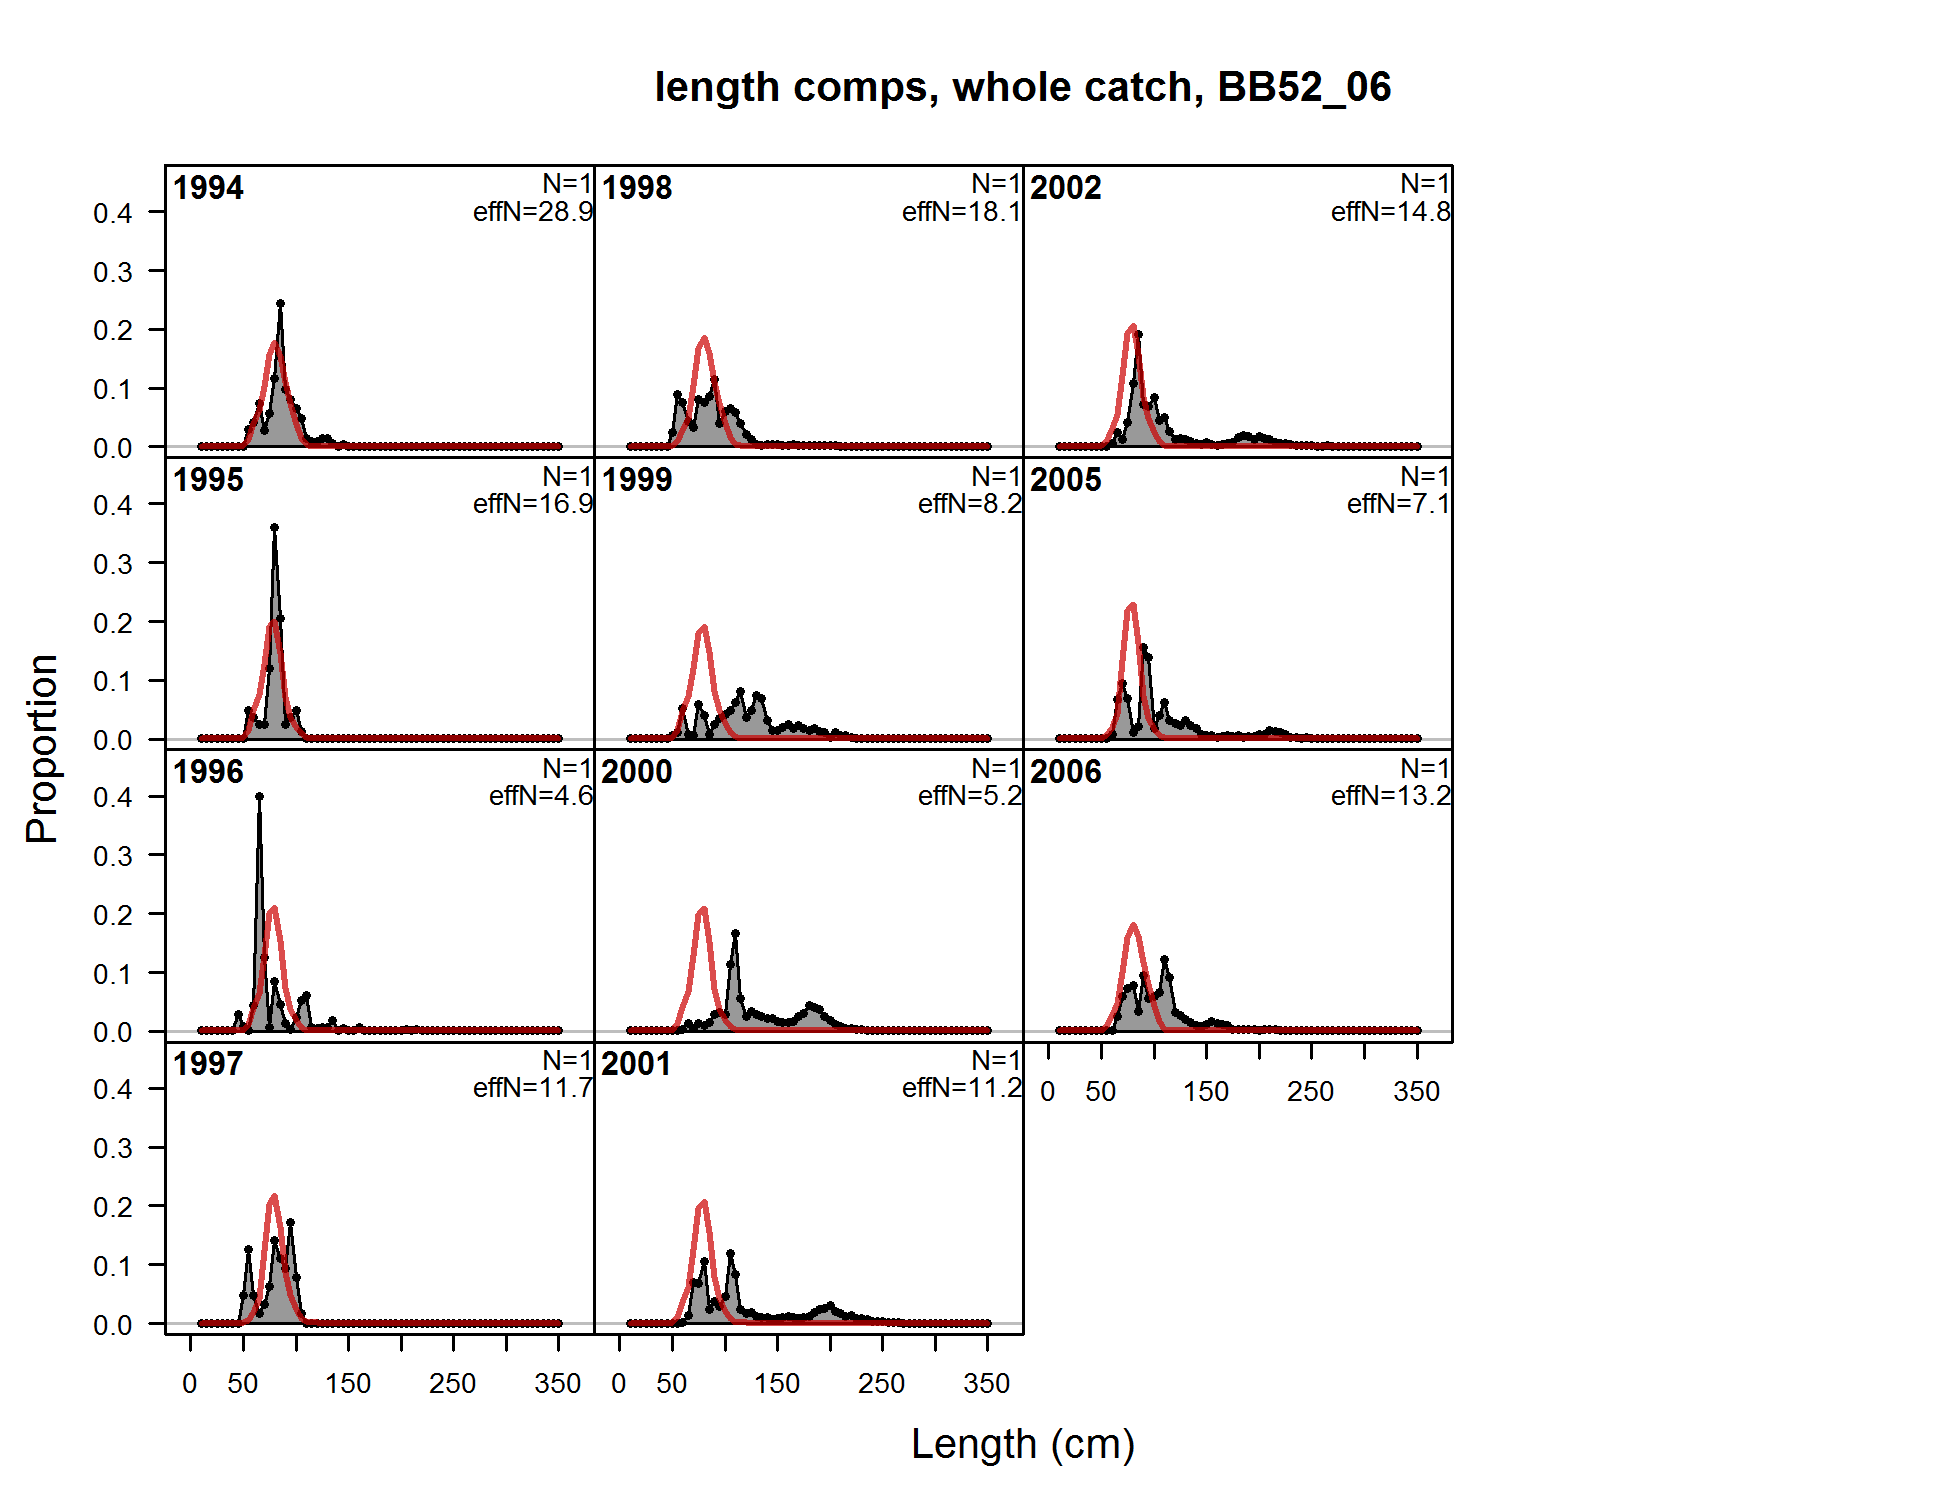 length comps, whole catch, BB52_06
1994
N=1
effN=28.9
1998
N=1
effN=18.1
2002
N=1
effN=14.8
0.4
0.3
0.2
0.1
0.0
1995
N=1
effN=16.9
1999
N=1
effN=8.2
2005
N=1
effN=7.1
0.4
0.3
0.2
0.1
0.0
1996
N=1
effN=4.6
2000
N=1
effN=5.2
2006
N=1
effN=13.2
0.4
0.3
0.2
0.1
0.0
1997
N=1
effN=11.7
2001
N=1
effN=11.2
0 50 150 250 350
0.4
0.3
0.2
0.1
0.0
0 50 150 250 350
0 50 150 250 350
Proportion
Length (cm)